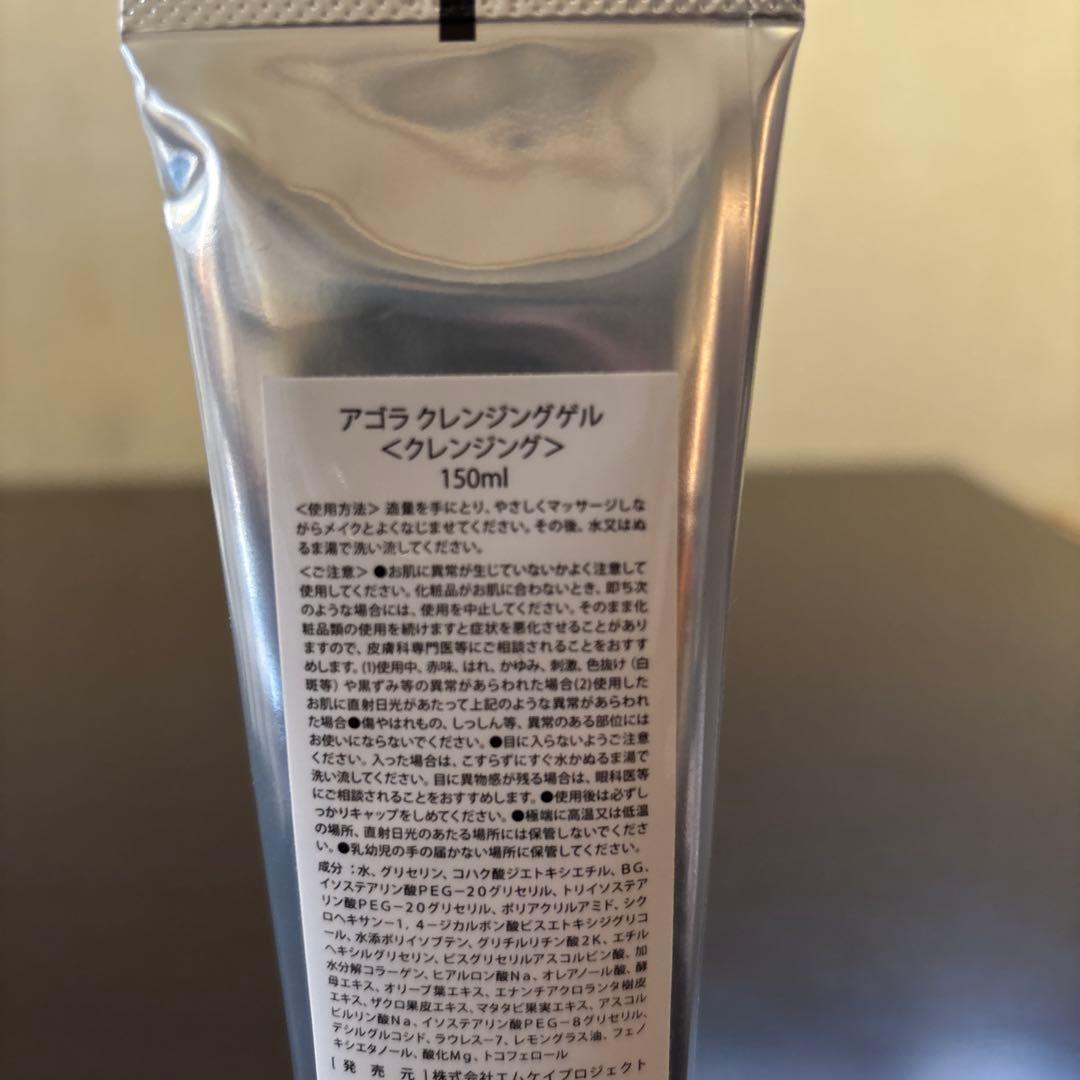 アゴラ クレンジングゲル
＜クレンジング＞
150ml
＜使用方法＞ 適量を手にとり、やさしくマッサージしな
がらメイクとよくなじませてください。その後、水又はぬ
るま湯で洗い流してください。
＜ご注意＞ ●お肌に異常が生じていないかよく注意して
使用してください。化粧品がお肌に合わないとき、即ち次
のような場合には、使用を中止してください。そのまま化
粧品類の使用を続けますと症状を悪化させることがあり
ますので、皮膚科専門医等にご相談されることをおすす
めします。(1)使用中、赤味、はれ、かゆみ、刺激、色抜け（白
斑等）や黒ずみ等の異常があらわれた場合(2)使用した
お肌に直射日光があたって上記のような異常があらわれ
た場合●傷やはれもの、しっしん等、異常のある部位には
お使いにならないでください。●目に入らないようご注意
ください。入った場合は、こすらずにすぐ水かぬるま湯で
洗い流してください。目に異物感が残る場合は、眼科医等
にご相談されることをおすすめします。●使用後は必ずし
っかりキャップをしめてください。●極端に高温又は低温
の場所、直射日光のあたる場所には保管しないでくださ
い。●乳幼児の手の届かない場所に保管してください。
成分：水、グリセリン、コハク酸ジエトキシエチル、BG、
イソステアリン酸PEG－20グリセリル、トリイソステア
リン酸PEG－20グリセリル、ポリアクリルアミド、シク
ロヘキサン－1, 4－ジカルボン酸ビスエトキシジグリコ
ール、水添ポリイソブテン、グリチルリチン酸2K、エチル
ヘキシルグリセリン、ビスグリセリルアスコルビン酸、加
水分解コラーゲン、ヒアルロン酸Na、オレアノール酸、酵
母エキス、オリーブ葉エキス、エナンチアクロランタ樹皮
エキス、ザクロ果皮エキス、マタタビ果実エキス、アスコル
ビルリン酸Na、イソステアリン酸PEG－8グリセリル、
デシルグルコシド、ラウレス－7、レモングラス油、フェノ
キシエタノール、酸化Mg、トコフェロール
[ 発 売 元 ] 株式会社エムケイプロジェクト